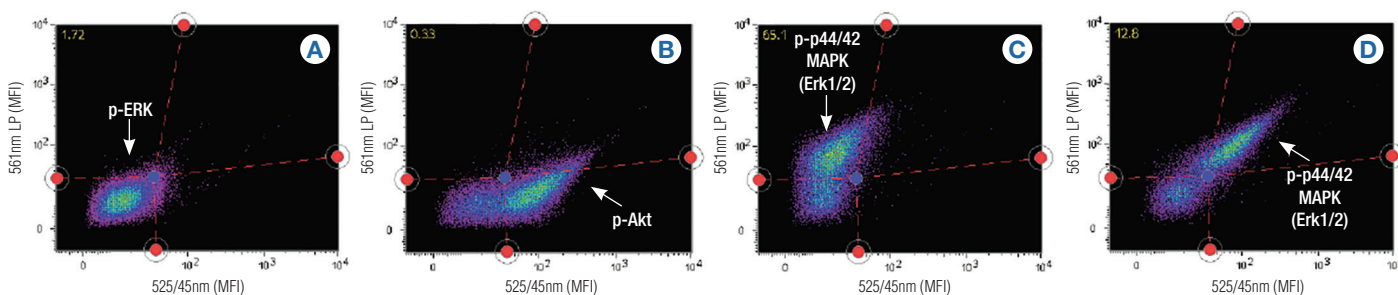 A
1.72
p-ERK
561nm LP (MFI)
10^4
10^3
10^2
0
0
10^2
10^3
10^4
525/45nm (MFI)
B
0.33
p-Akt
561nm LP (MFI)
10^4
10^3
10^2
0
0
10^2
10^3
10^4
525/45nm (MFI)
C
65.1
p-p44/42
MAPK
(Erk1/2)
561nm LP (MFI)
10^4
10^3
10^2
0
0
10^2
10^3
10^4
525/45nm (MFI)
D
12.8
p-p44/42
MAPK
(Erk1/2)
561nm LP (MFI)
10^4
10^3
10^2
0
0
10^2
10^3
10
525/45nm (MFI)